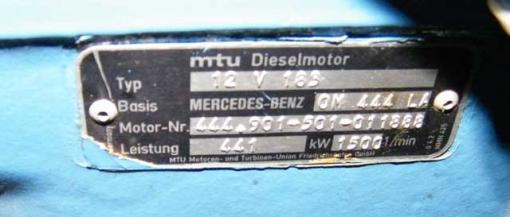 mtu Dieselmotor
Typ 12 V 183
Basis MERCEDES-BENZ OM 444 LA
Motor-Nr. 444.901-501-011888
Leistung 441 kW 1500 1/min
MTU Motoren- und Turbinen-Union Friedrichshafen GmbH